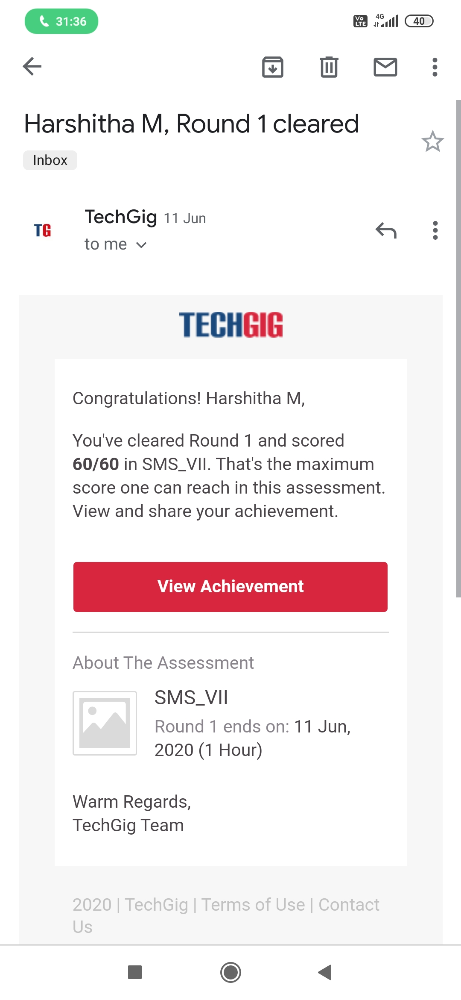 31:36
Vo LTE
4G
40
Harshitha M, Round 1 cleared
Inbox
TG
TechGig 11 Jun
to me
TECHGIG
Congratulations! Harshitha M,
You've cleared Round 1 and scored
60/60 in SMS_VII. That's the maximum
score one can reach in this assessment.
View and share your achievement.
View Achievement
About The Assessment
SMS_VII
Round 1 ends on: 11 Jun,
2020 (1 Hour)
Warm Regards,
TechGig Team
2020 | TechGig | Terms of Use | Contact
Us